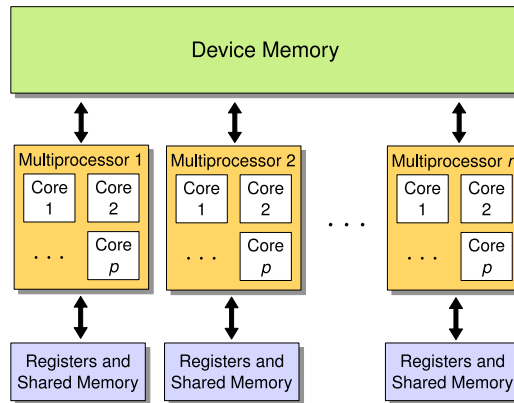 Device Memory
Multiprocessor 1
Core
1
Core
2
. . .
Core
p
Registers and
Shared Memory
Multiprocessor 2
Core
1
Core
2
. . .
Core
p
Registers and
Shared Memory
. . .
Multiprocessor
Core
1
Core
2
. . .
Core
p
Registers and
Shared Memory